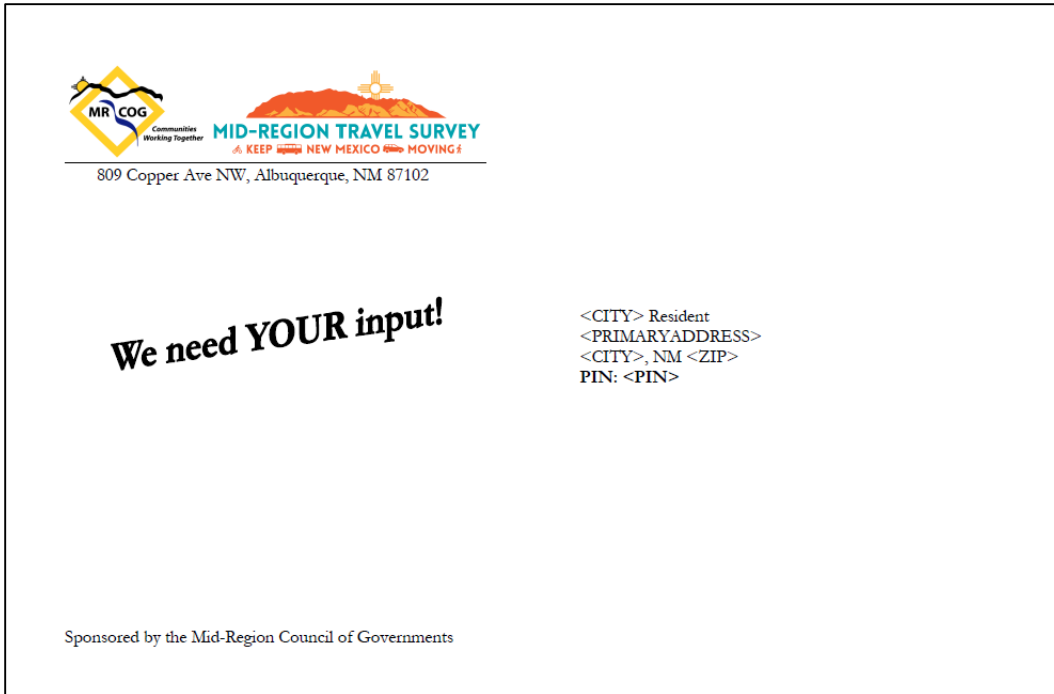 MR COG
Communities
Working Together
MID-REGION TRAVEL SURVEY
KEEP NEW MEXICO MOVING
809 Copper Ave NW, Albuquerque, NM 87102
We need YOUR input!
<CITY> Resident
<PRIMARYADDRESS>
<CITY>, NM <ZIP>
PIN: <PIN>
Sponsored by the Mid-Region Council of Governments